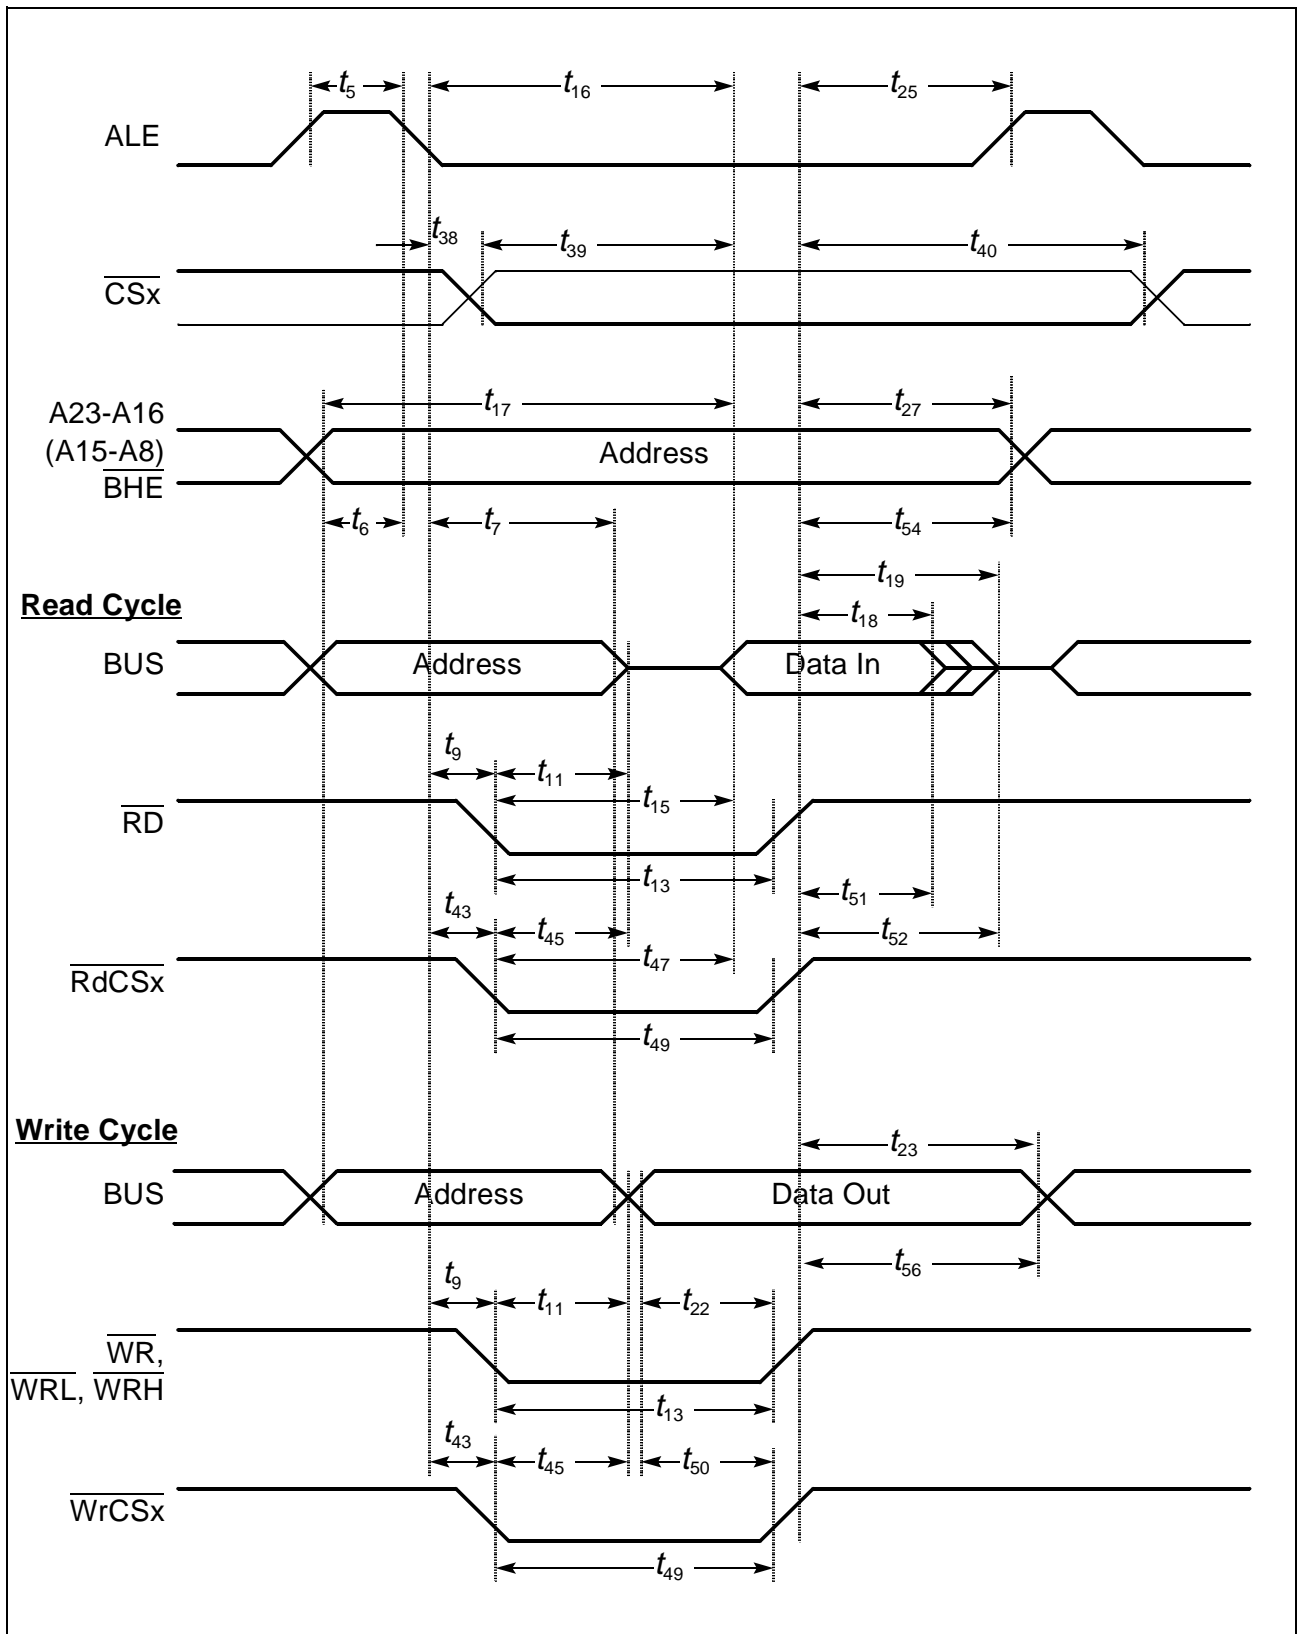 t5 t16 t25
ALE
t38 t39 t40
CSx
A23-A16 t17 t27
(A15-A8) Address
BHE
t6 t7 t54
t19
Read Cycle t18
BUS Address Data In
t9 t11
t15
RD
t13 t51
t43 t45 t52
t47
RdCSx
t49
Write Cycle
t23
BUS Address Data Out
t56
t9 t11 t22
WR,
WRL, WRH
t13
t43 t45 t50
WrCSx
t49